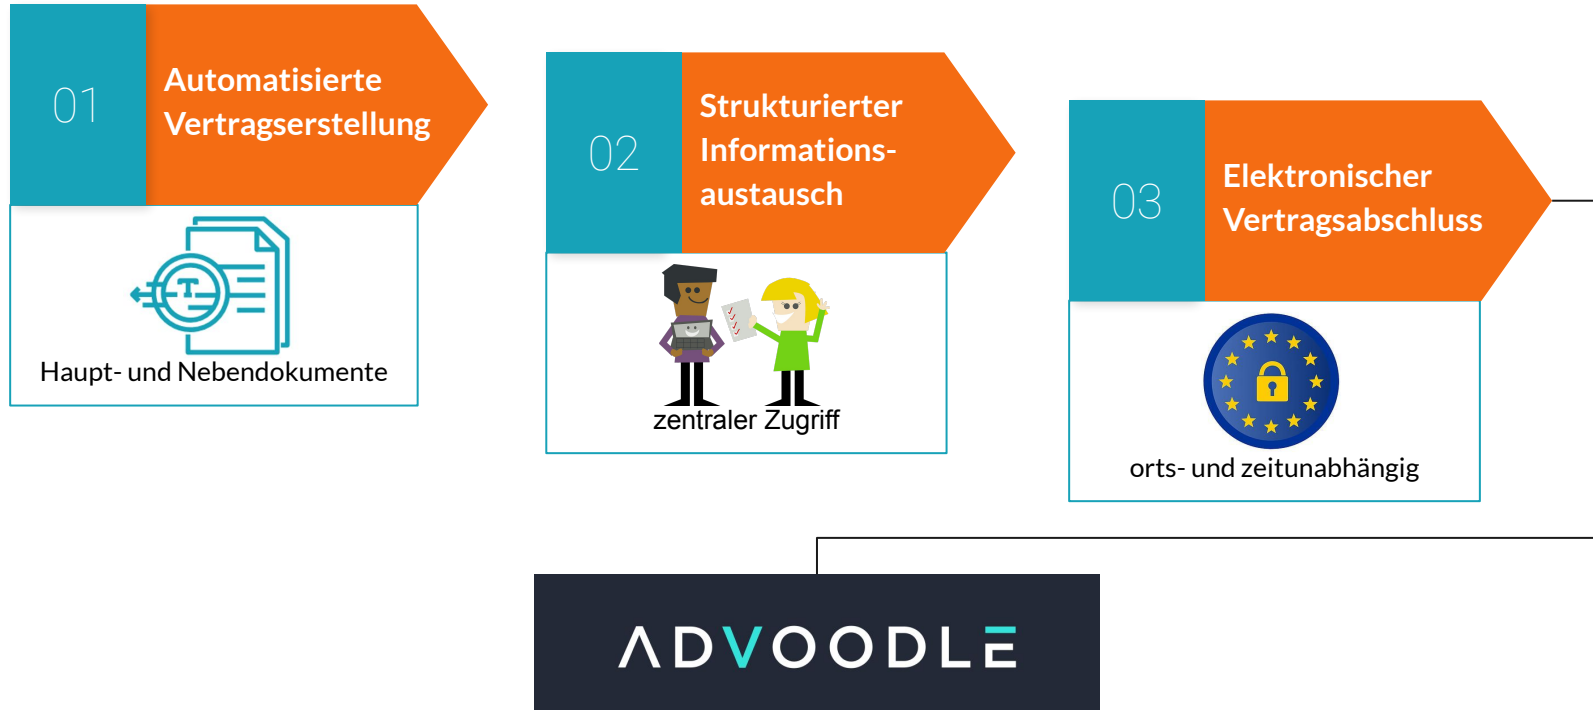 01
Automatisierte
Vertragserstellung
Haupt- und Nebendokumente
02
Strukturierter
Informations-
austausch
zentraler Zugriff
03
Elektronischer
Vertragsabschluss
orts- und zeitunabhängig
ADVOODLE